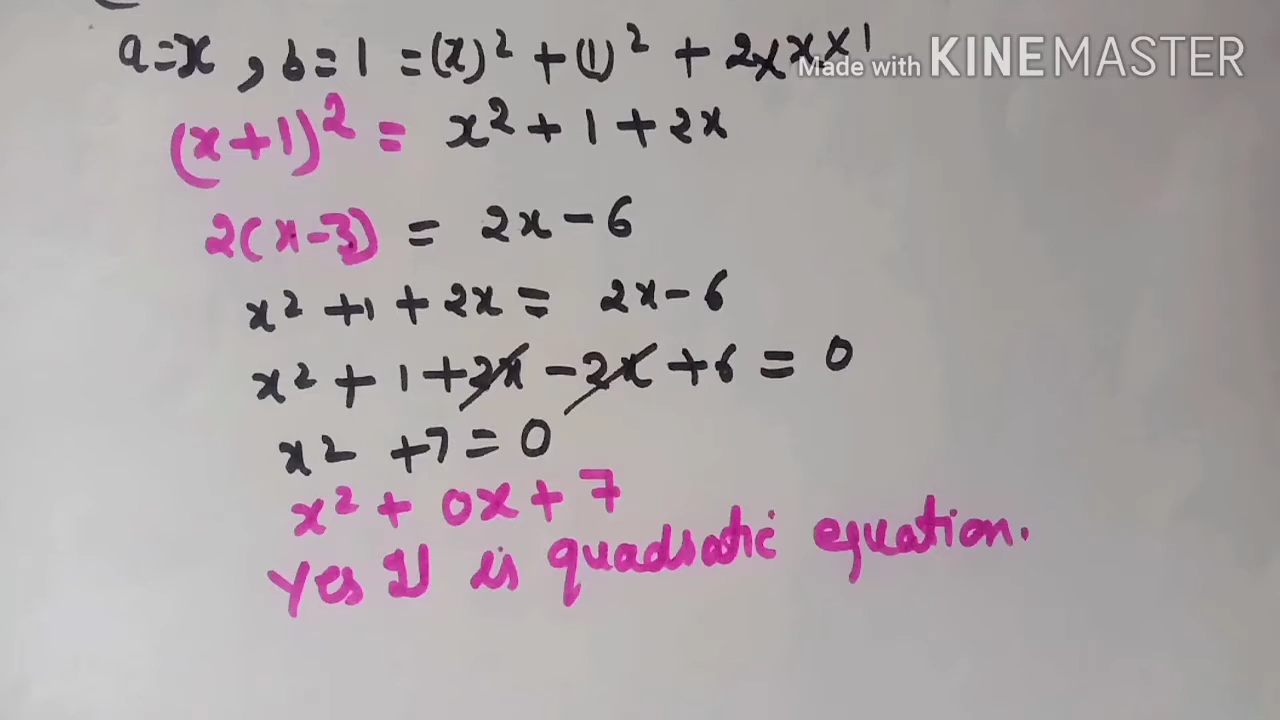 a=x , b=1 =(x)² + (1)² + 2×x×1
Made with KINEMASTER
(x+1)² = x²+1+2x
2(x-3) = 2x-6
x² +1 +2x = 2x-6
x² + 1 +2x -2x +6 = 0
x² +7=0
x² + 0x + 7
Yes It is quadratic equation.